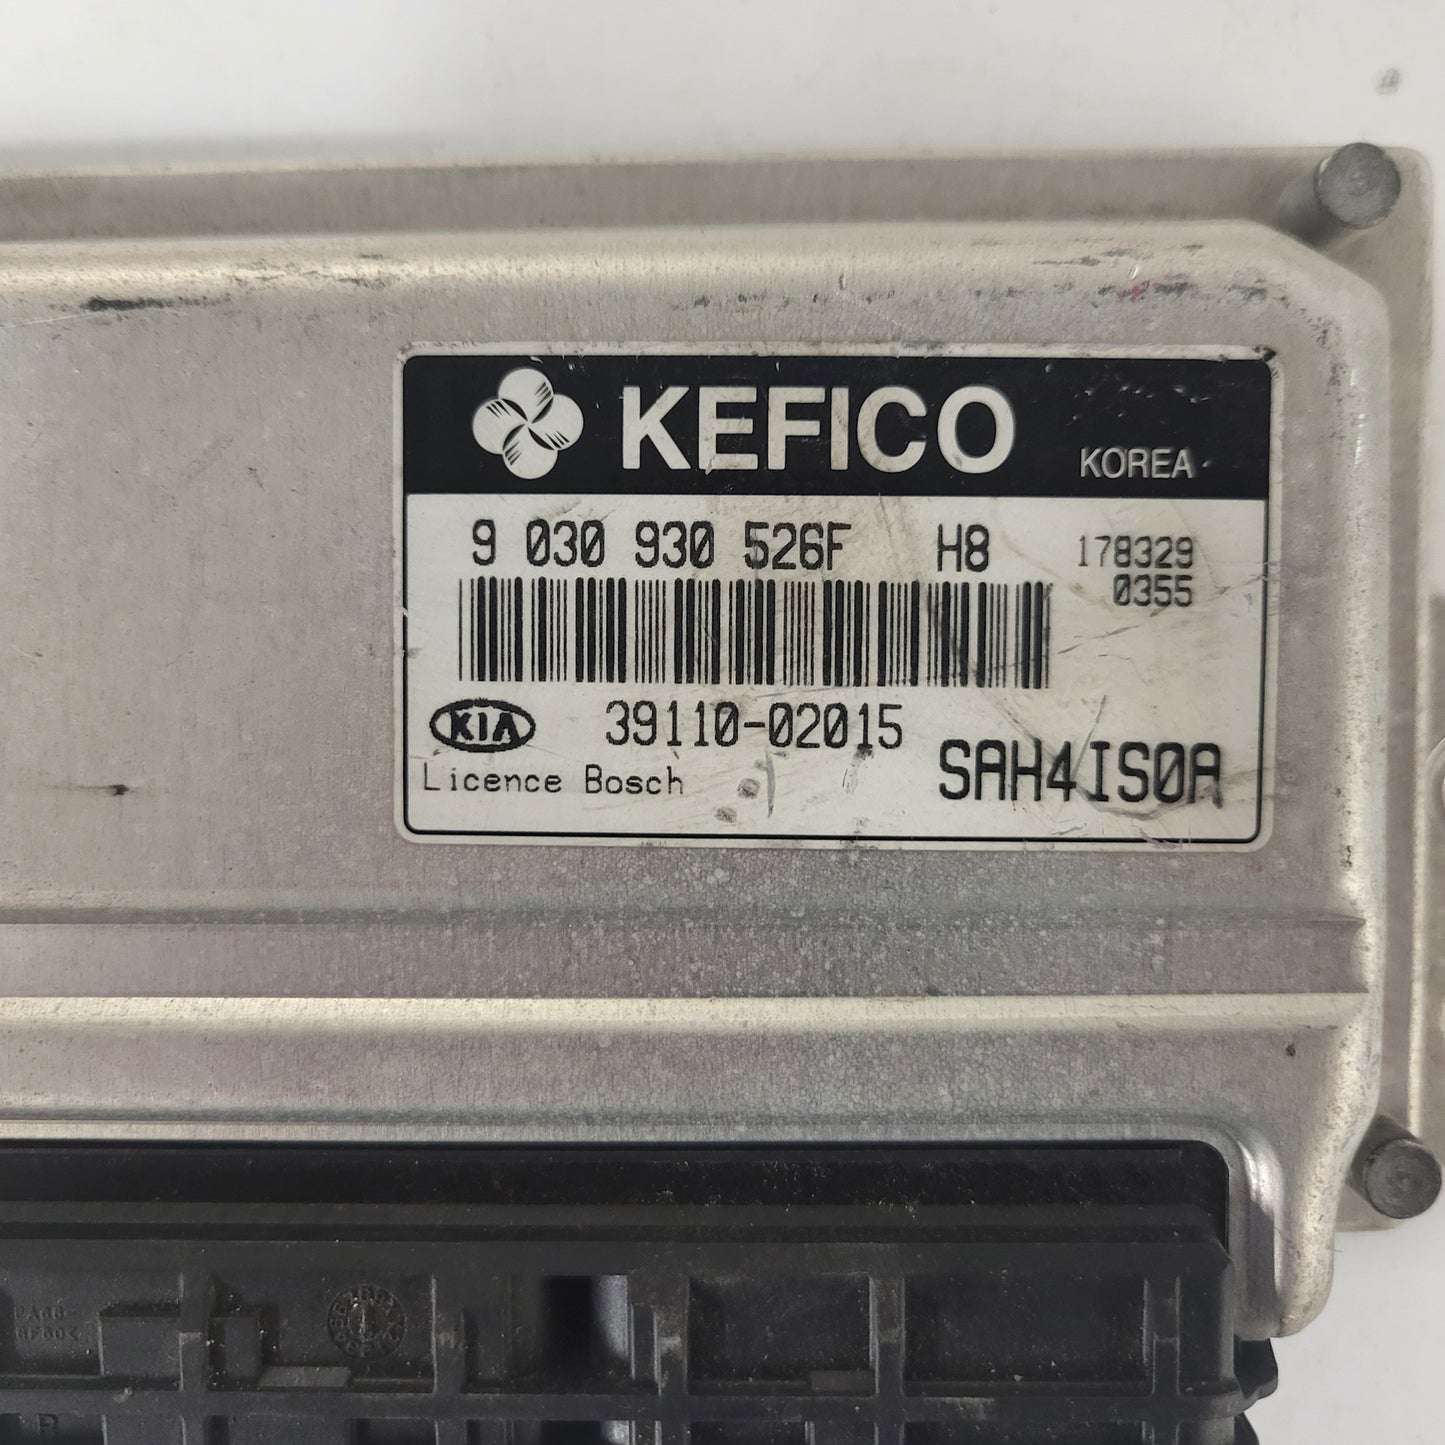 KEFICO KOREA
9 030 930 526F H8 178329
0355
KIA 39110-02015
Licence Bosch SAH4IS0A